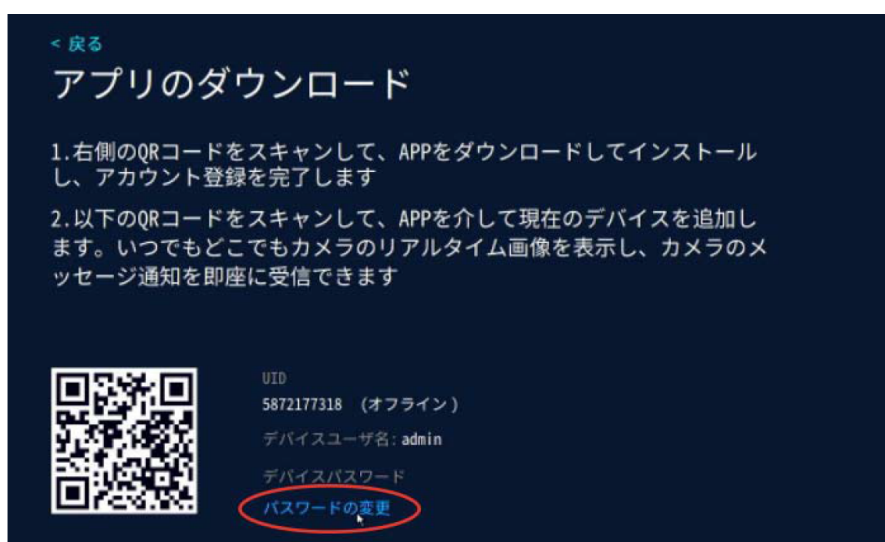 < 戻る
アプリのダウンロード
1.右側のQRコードをスキャンして、APPをダウンロードしてインストール
し、アカウント登録を完了します
2.以下のQRコードをスキャンして、APPを介して現在のデバイスを追加し
ます。いつでもどこでもカメラのリアルタイム画像を表示し、カメラのメ
ッセージ通知を即座に受信できます
UID
5872177318 (オフライン)
デバイスユーザ名: admin
デバイスパスワード
パスワードの変更